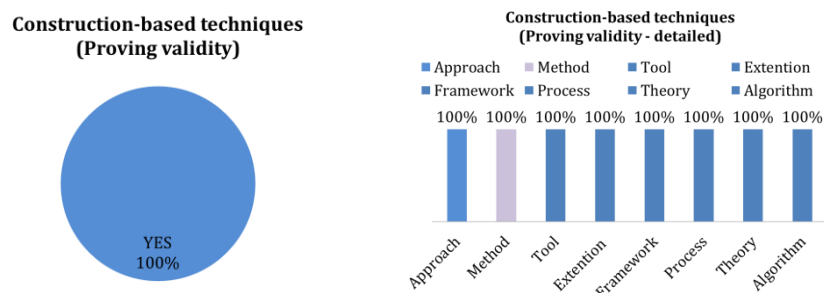 Construction-based techniques
(Proving validity)
YES
100%
Construction-based techniques
(Proving validity - detailed)
Approach Method Tool Extention
Framework Process Theory Algorithm
100% 100% 100% 100% 100% 100% 100% 100%
Approach Method Tool Extention Framework Process Theory Algorithm